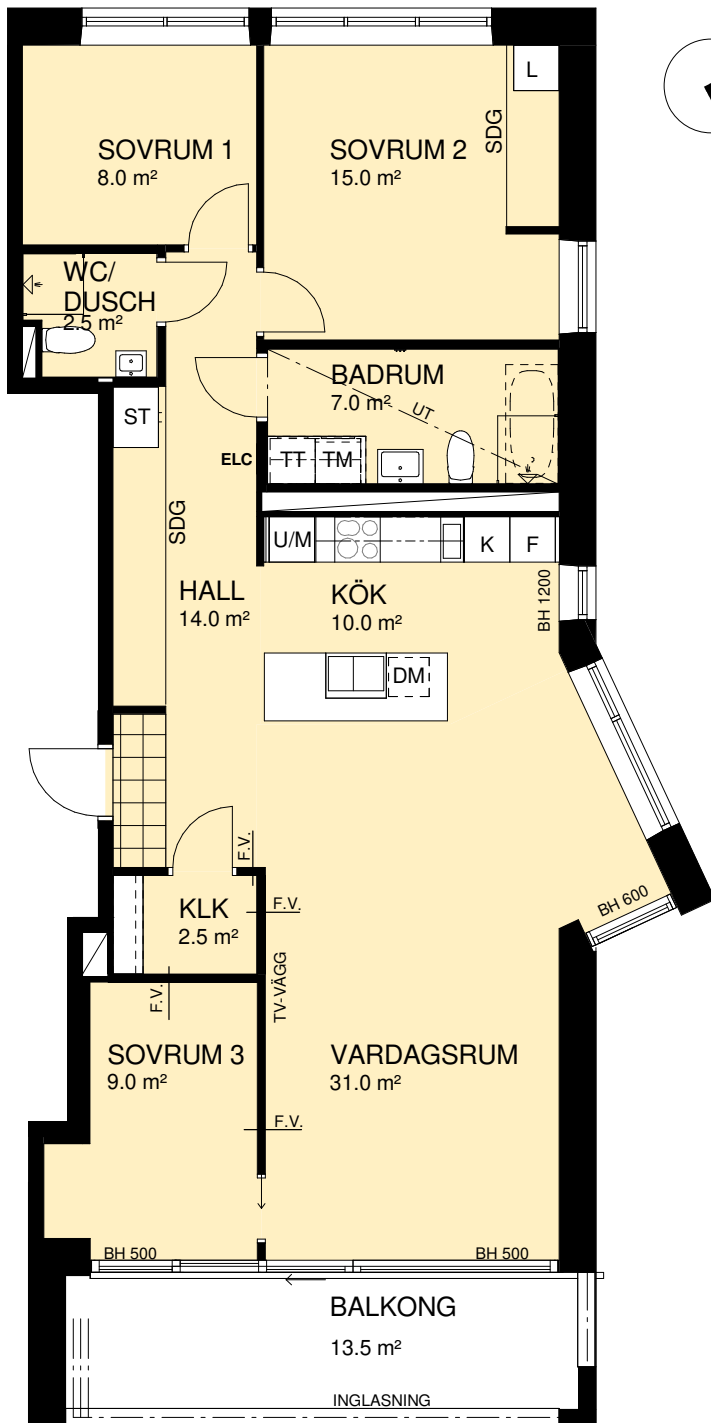 L
SDG
SOVRUM 1
8.0 m²
SOVRUM 2
15.0 m²
WC/
DUSCH
2.5 m²
BADRUM
7.0 m²
UT
ST
ELC
TT
TM
SDG
U/M
K
F
HALL
14.0 m²
KÖK
10.0 m²
BH 1200
DM
F.V.
BH 600
KLK
2.5 m²
F.V.
F.V.
TV-VÄGG
SOVRUM 3
9.0 m²
VARDAGSRUM
31.0 m²
F.V.
BH 500
BH 500
BALKONG
13.5 m²
INGLASNING